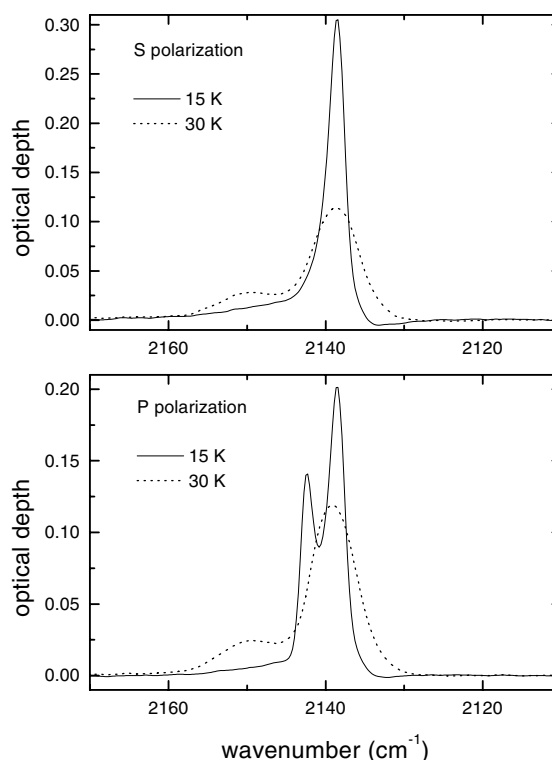 0.30
S polarization
0.25
15 K
30 K
0.20
optical depth
0.15
0.10
0.05
0.00
2160
2140
2120
0.20
P polarization
15 K
0.15
30 K
optical depth
0.10
0.05
0.00
2160
2140
2120
wavenumber (cm-1)